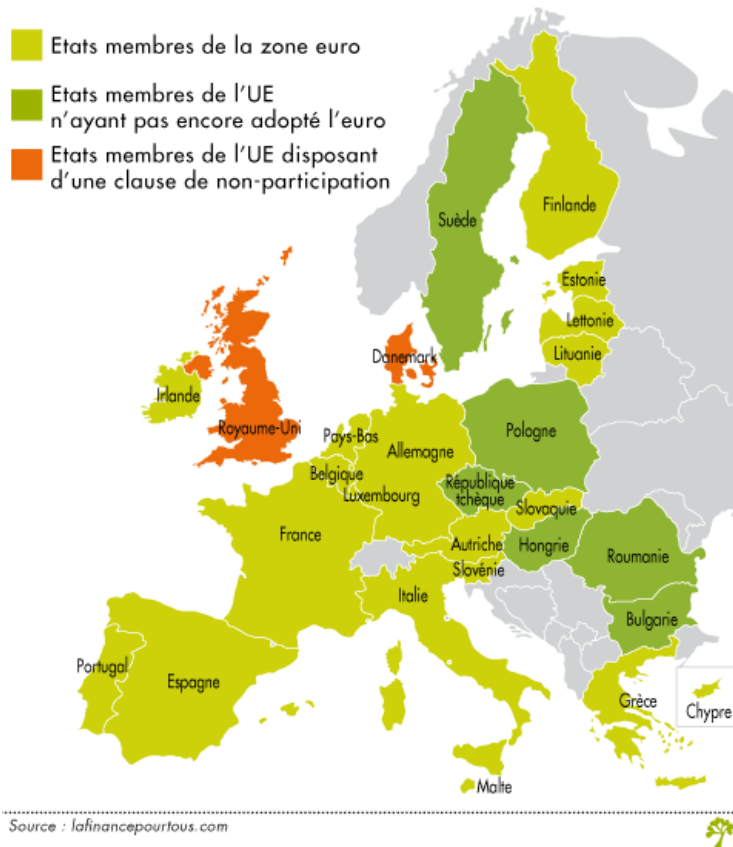 Etats membres de la zone euro
Etats membres de l'UE
n'ayant pas encore adopté l'euro
Etats membres de l'UE disposant
d'une clause de non-participation
Finlande
Suède
Estonie
Lettonie
Lituanie
Danemark
Irlande
Royaume-Uni
Pays-Bas
Pologne
Allemagne
Belgique
République
tchèque
Luxembourg
Slovaquie
France
Autriche
Hongrie
Roumanie
Slovénie
Italie
Bulgarie
Portugal
Espagne
Grèce
Chypre
Malte
Source : lafinancepourtous.com